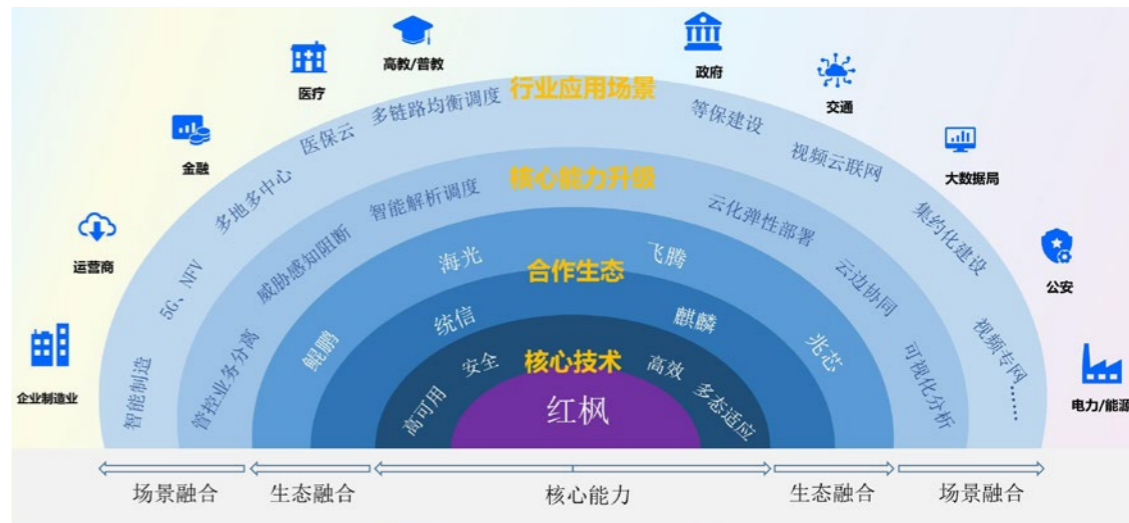 高教/普教
政府
医疗
交通
金融
大数据局
运营商
公安
企业制造业
电力/能源
行业应用场景
智能制造
5G、NFV
多地多中心
医保云
多链路均衡调度
等保建设
视频云联网
集约化建设
视频专网……
核心能力升级
管控业务分离
威胁感知阻断
智能解析调度
云化弹性部署
云边协同
可视化分析
合作生态
鲲鹏
海光
飞腾
兆芯
统信
麒麟
核心技术
高可用
安全
高效
多态适应
红枫
场景融合
生态融合
核心能力
生态融合
场景融合